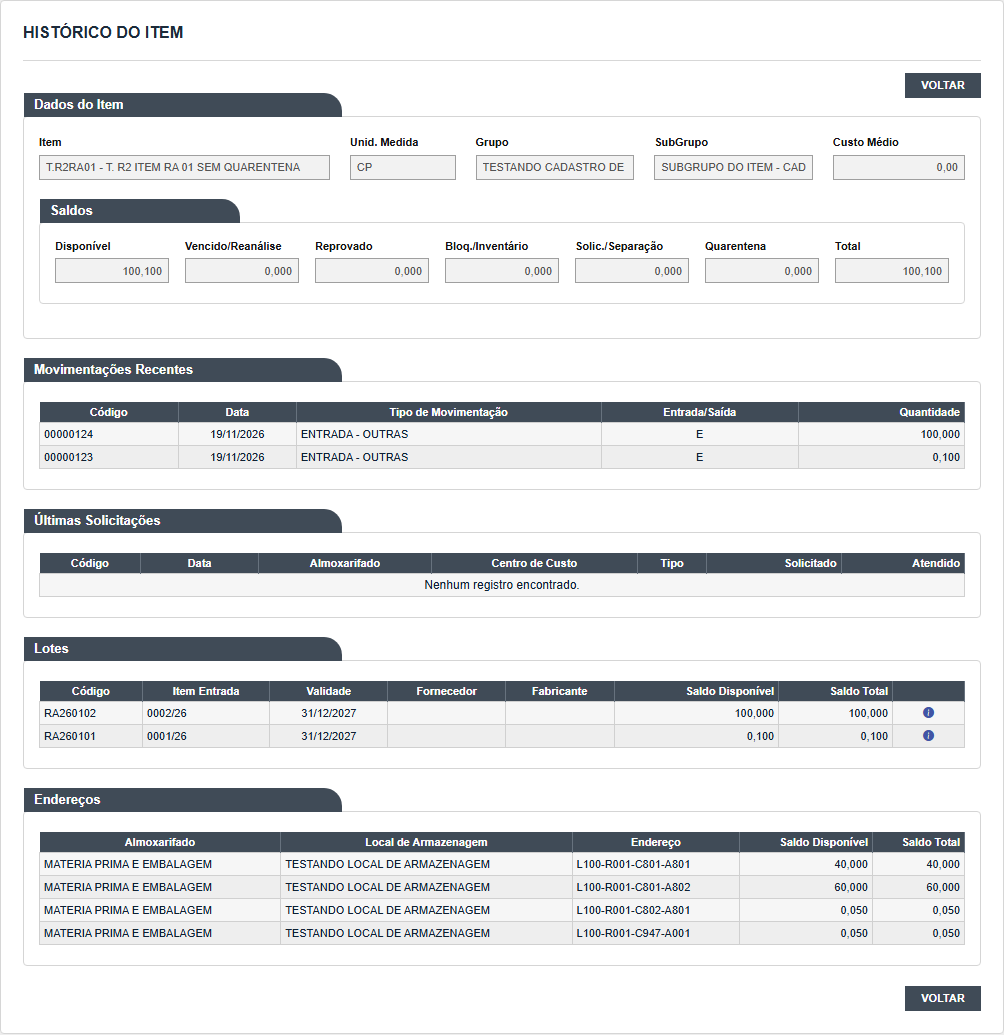 HISTÓRICO DO ITEM
VOLTAR
Dados do Item
Item Unid. Medida Grupo SubGrupo Custo Médio
T.R2RA01 - T. R2 ITEM RA 01 SEM QUARENTENA CP TESTANDO CADASTRO DE SUBGRUPO DO ITEM - CAD 0,00
Saldos
Disponível Vencido/Reanálise Reprovado Bloq./Inventário Solic./Separação Quarentena Total
100,100 0,000 0,000 0,000 0,000 0,000 100,100
Movimentações Recentes
Código Data Tipo de Movimentação Entrada/Saída Quantidade
00000124 19/11/2026 ENTRADA - OUTRAS E 100,000
00000123 19/11/2026 ENTRADA - OUTRAS E 0,100
Últimas Solicitações
Código Data Almoxarifado Centro de Custo Tipo Solicitado Atendido
Nenhum registro encontrado.
Lotes
Código Item Entrada Validade Fornecedor Fabricante Saldo Disponível Saldo Total
RA260102 0002/26 31/12/2027 100,000 100,000 i
RA260101 0001/26 31/12/2027 0,100 0,100 i
Endereços
Almoxarifado Local de Armazenagem Endereço Saldo Disponível Saldo Total
MATERIA PRIMA E EMBALAGEM TESTANDO LOCAL DE ARMAZENAGEM L100-R001-C801-A801 40,000 40,000
MATERIA PRIMA E EMBALAGEM TESTANDO LOCAL DE ARMAZENAGEM L100-R001-C801-A802 60,000 60,000
MATERIA PRIMA E EMBALAGEM TESTANDO LOCAL DE ARMAZENAGEM L100-R001-C802-A801 0,050 0,050
MATERIA PRIMA E EMBALAGEM TESTANDO LOCAL DE ARMAZENAGEM L100-R001-C947-A001 0,050 0,050
VOLTAR